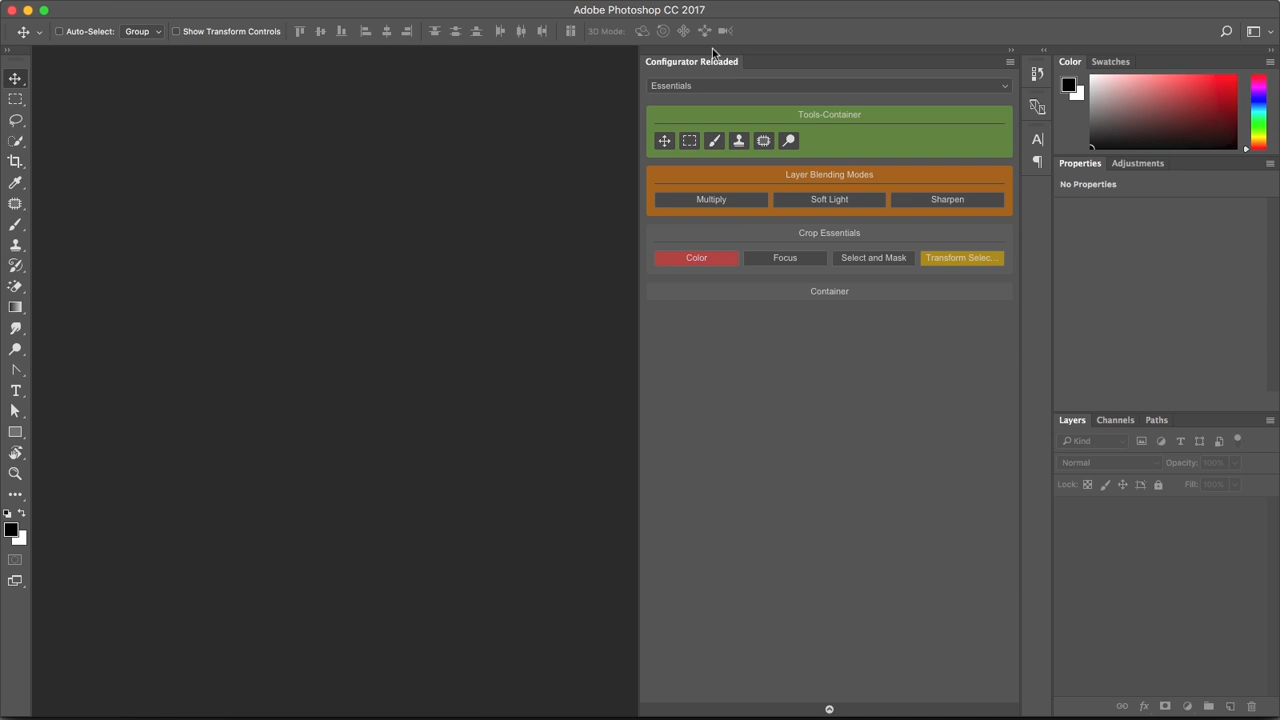 Adobe Photoshop CC 2017
Auto-Select: Group Show Transform Controls 3D Mode:
Configurator Reloaded
Essentials
Tools-Container
Layer Blending Modes
Multiply Soft Light Sharpen
Crop Essentials
Color Focus Select and Mask Transform Selec...
Container
Color Swatches
Properties Adjustments
No Properties
Layers Channels Paths
Kind
Normal Opacity: 100%
Lock: Fill: 100%